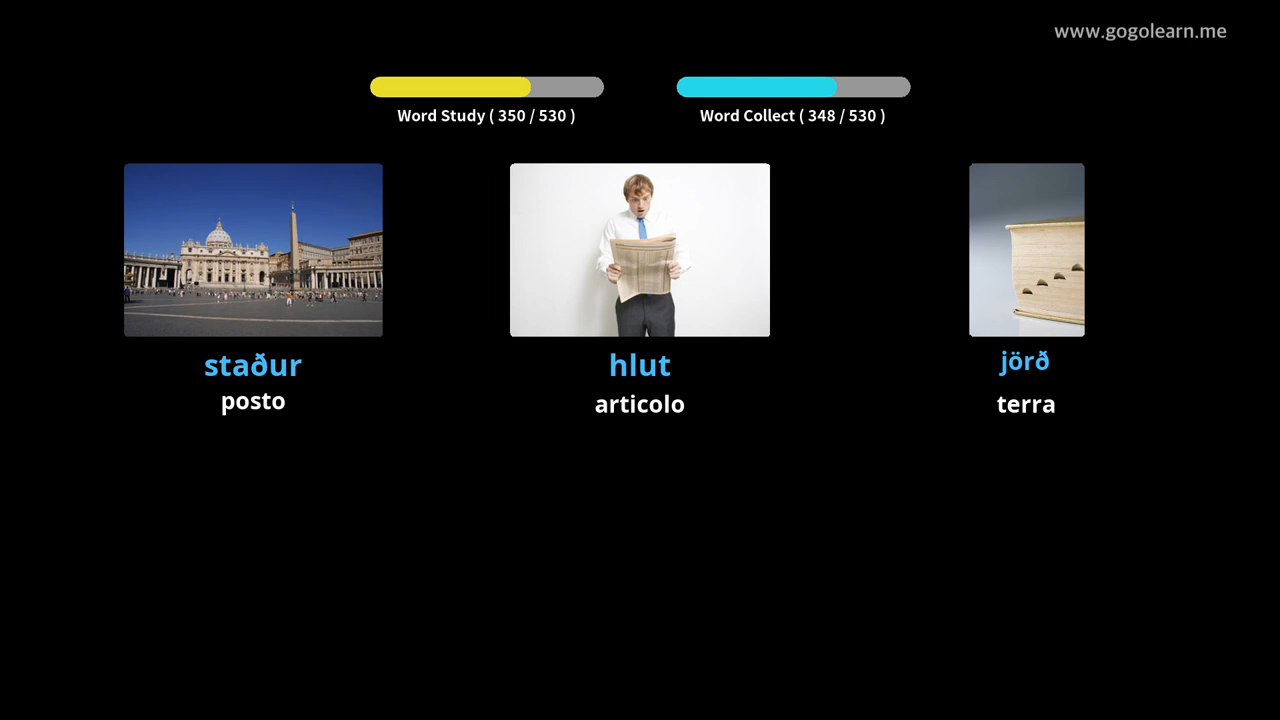 www.gogolearn.me
Word Study ( 350 / 530 )
Word Collect ( 348 / 530 )
staður
hlut
jörð
posto
articolo
terra